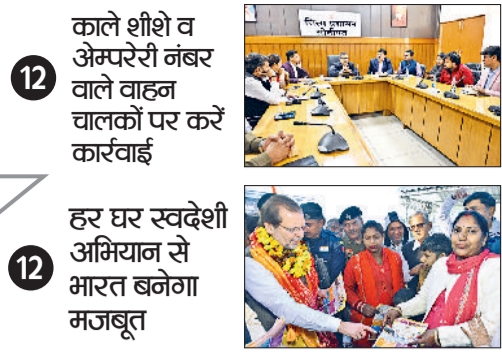 12
काले शीशे व
अेम्परेरी नंबर
वाले वाहन
चालकों पर करें
कार्रवाई
12
हर घर स्वदेशी
अभियान से
भारत बनेगा
मजबूत